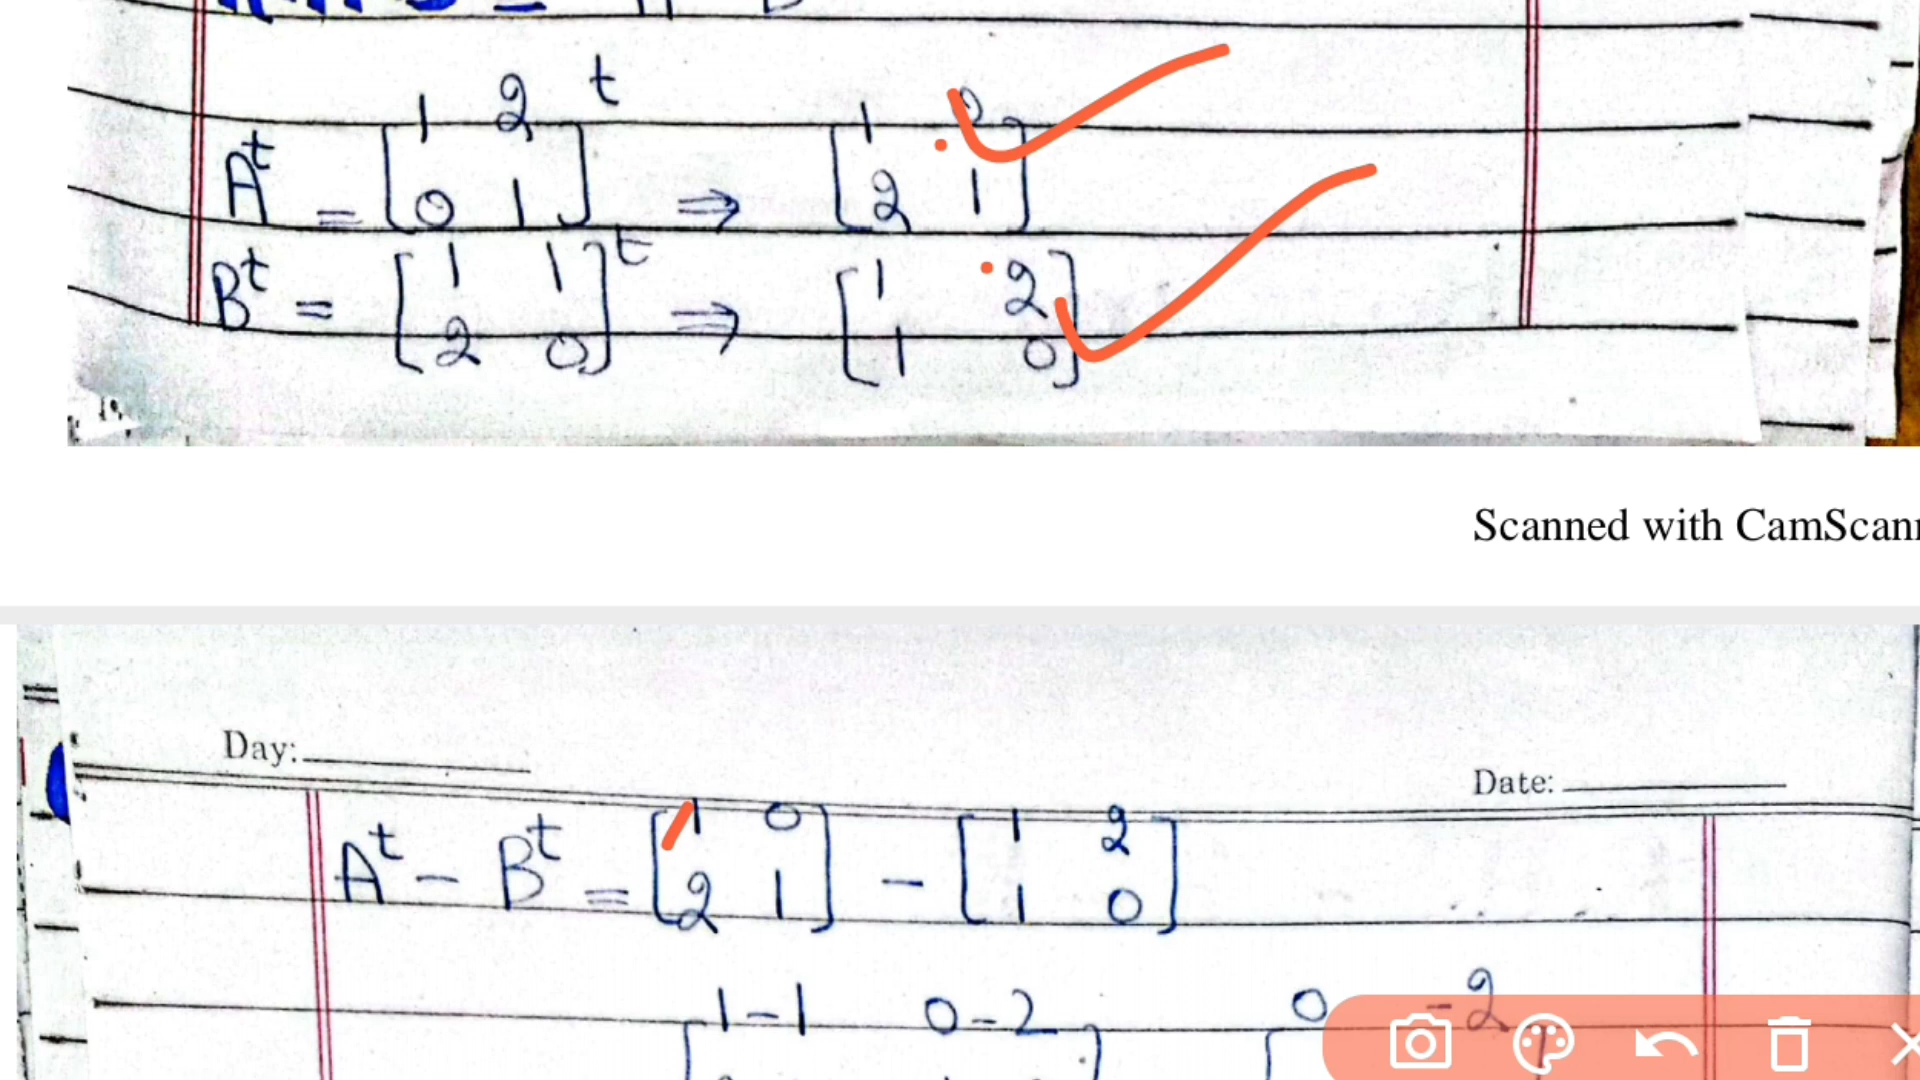 A^t = [1 2 0 1]^t ⇒ [1 0 2 1]
B^t = [1 1 2 0]^t ⇒ [1 2 1 0]
Scanned with CamScan
Day:
Date:
A^t - B^t = [1 0 2 1] - [1 2 1 0]
1-1 0-2 0 -2